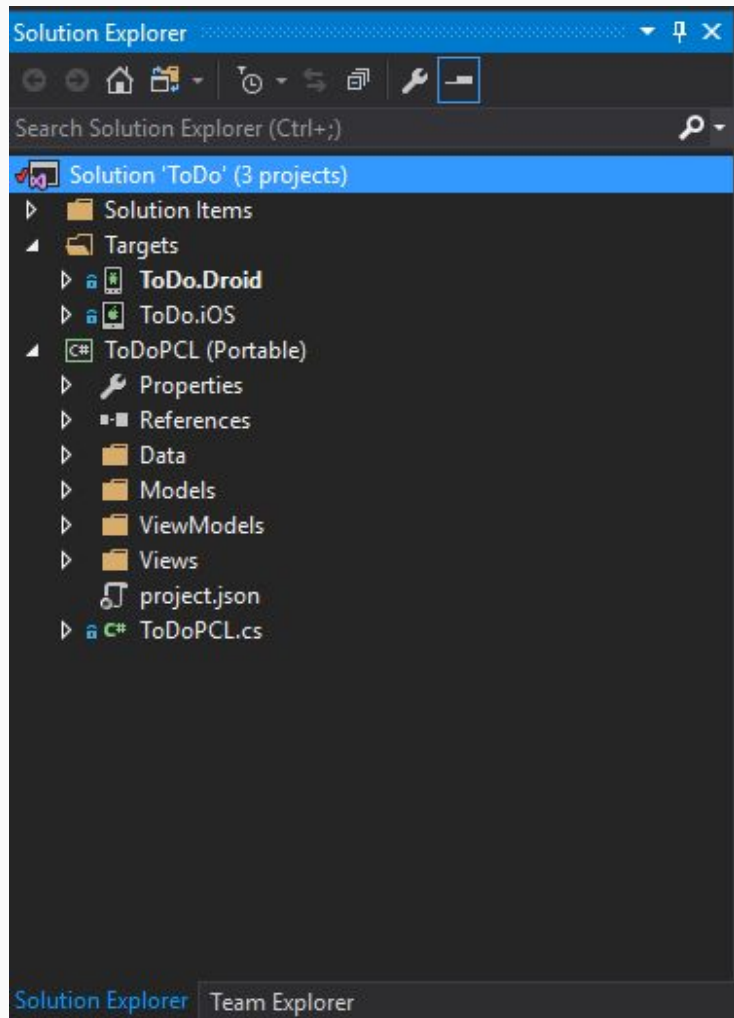 Solution Explorer
Search Solution Explorer (Ctrl+;)
Solution 'ToDo' (3 projects)
Solution Items
Targets
ToDo.Droid
ToDo.iOS
C# ToDoPCL (Portable)
Properties
References
Data
Models
ViewModels
Views
project.json
C# ToDoPCL.cs
Solution Explorer Team Explorer